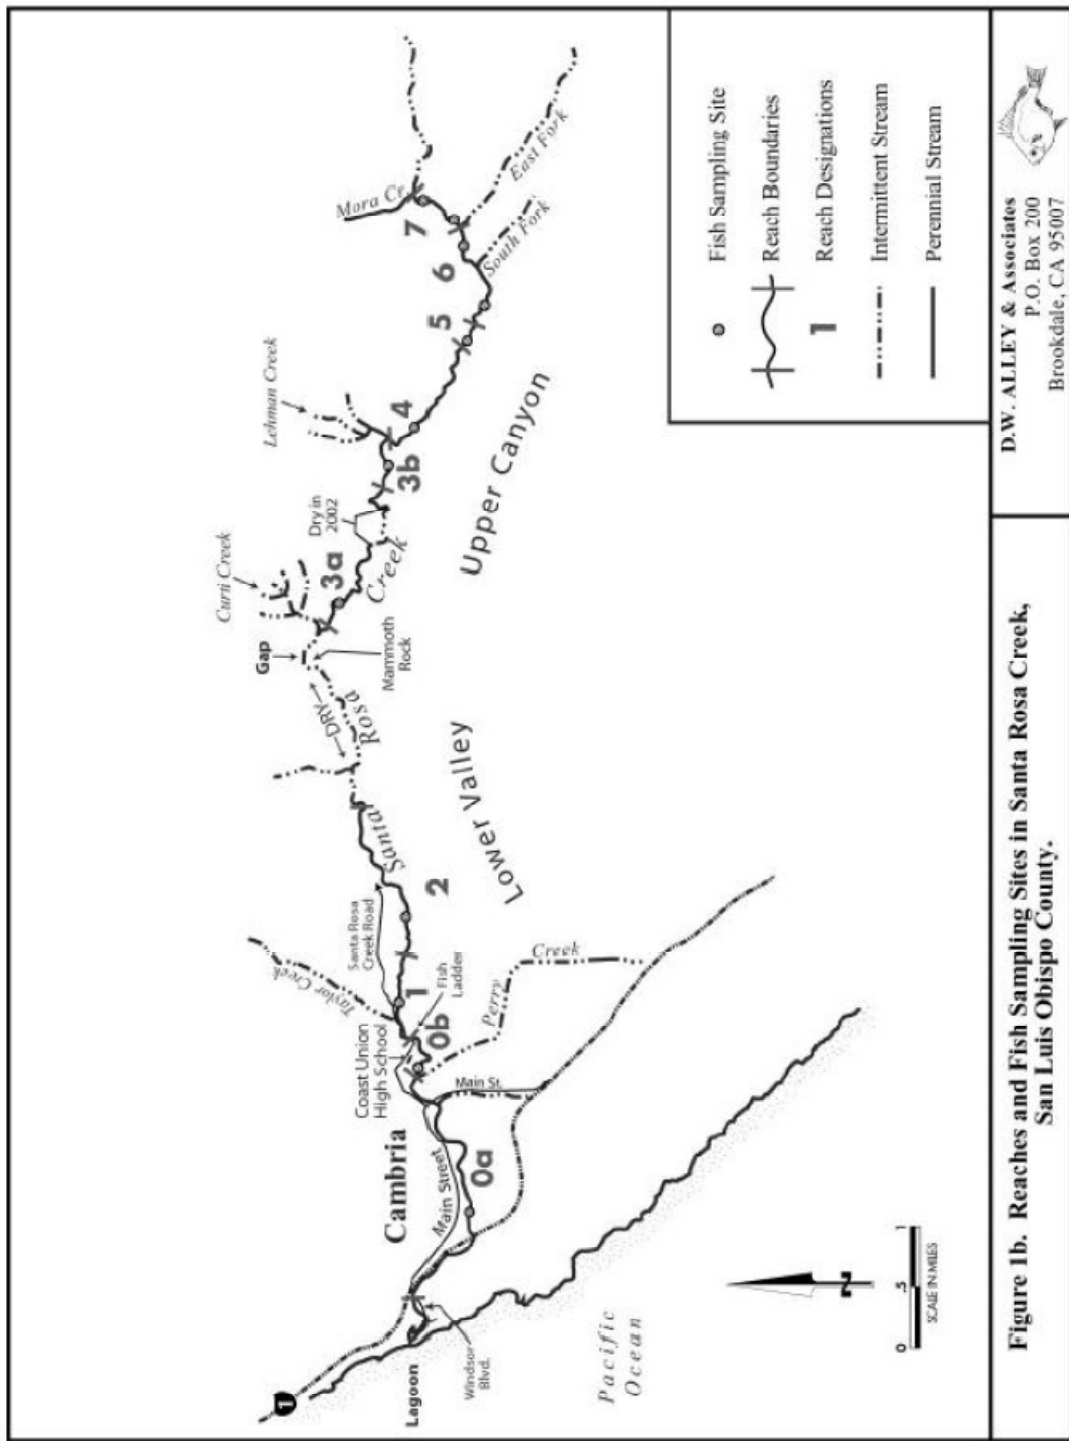 Mora Cr.
7
East Fork
South Fork
6
5
Lehman Creek
4
3b
Upper Canyon
Dry in
2002
Curti Creek
3a
Creek
Gap
Mammoth
Rock
DRY
Rosa
Santa
Lower Valley
2
Santa Rosa
Creek Road
Taylor Creek
1
Fish
Ladder
Coast Union
High School
0b
Perry
Creek
Main St.
Cambria
Main Street
0a
Lagoon
Windsor
Blvd.
1
Pacific
Ocean
N
0 .5 1
SCALE IN MILES
Fish Sampling Site
Reach Boundaries
1 Reach Designations
Intermittent Stream
Perennial Stream
Figure 1b. Reaches and Fish Sampling Sites in Santa Rosa Creek,
San Luis Obispo County.
D.W. ALLEY & Associates
P.O. Box 200
Brookdale, CA 95007